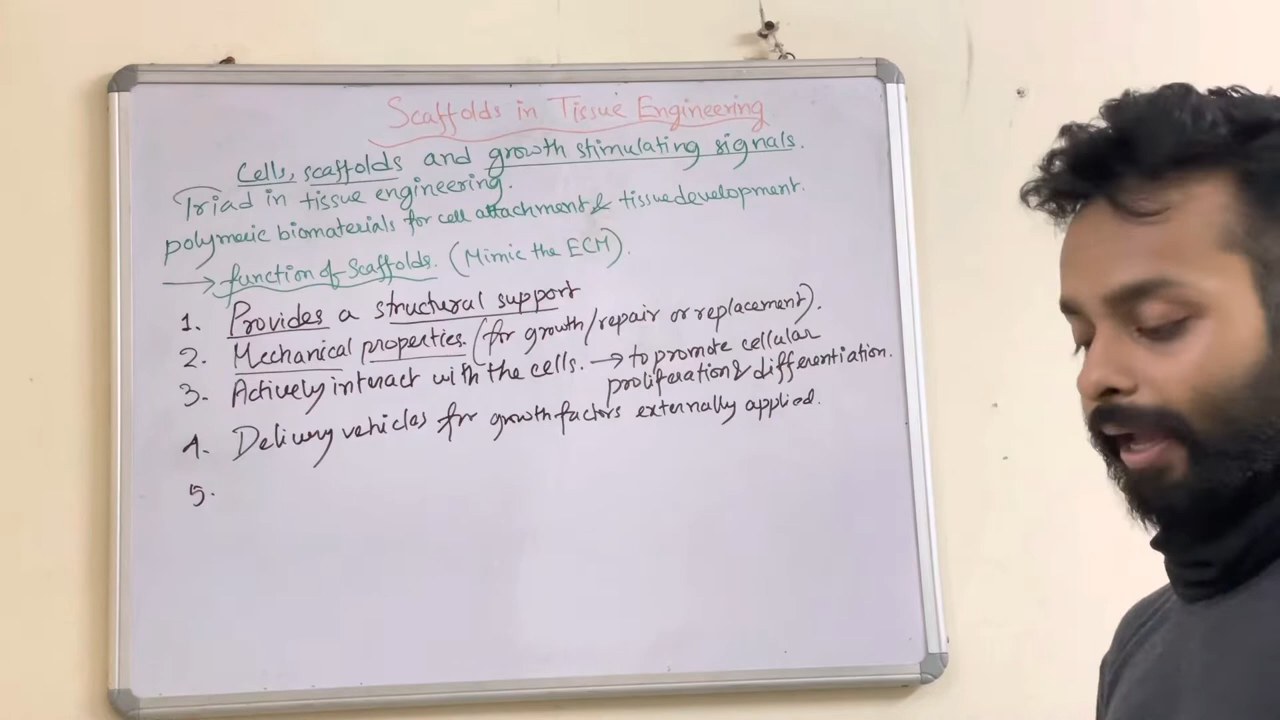 Scaffolds in Tissue Engineering
Cells, scaffolds and growth stimulating signals.
Triad in tissue engineering.
polymeric biomaterials for cell attachment & tissue development.
→ function of Scaffolds. (Mimic the ECM).
1. Provides a structural support
2. Mechanical properties. (for growth/repair or replacement).
3. Actively interact with the cells. → to promote cellular
proliferation & differentiation.
4. Delivery vehicles for growth factors externally applied.
5.